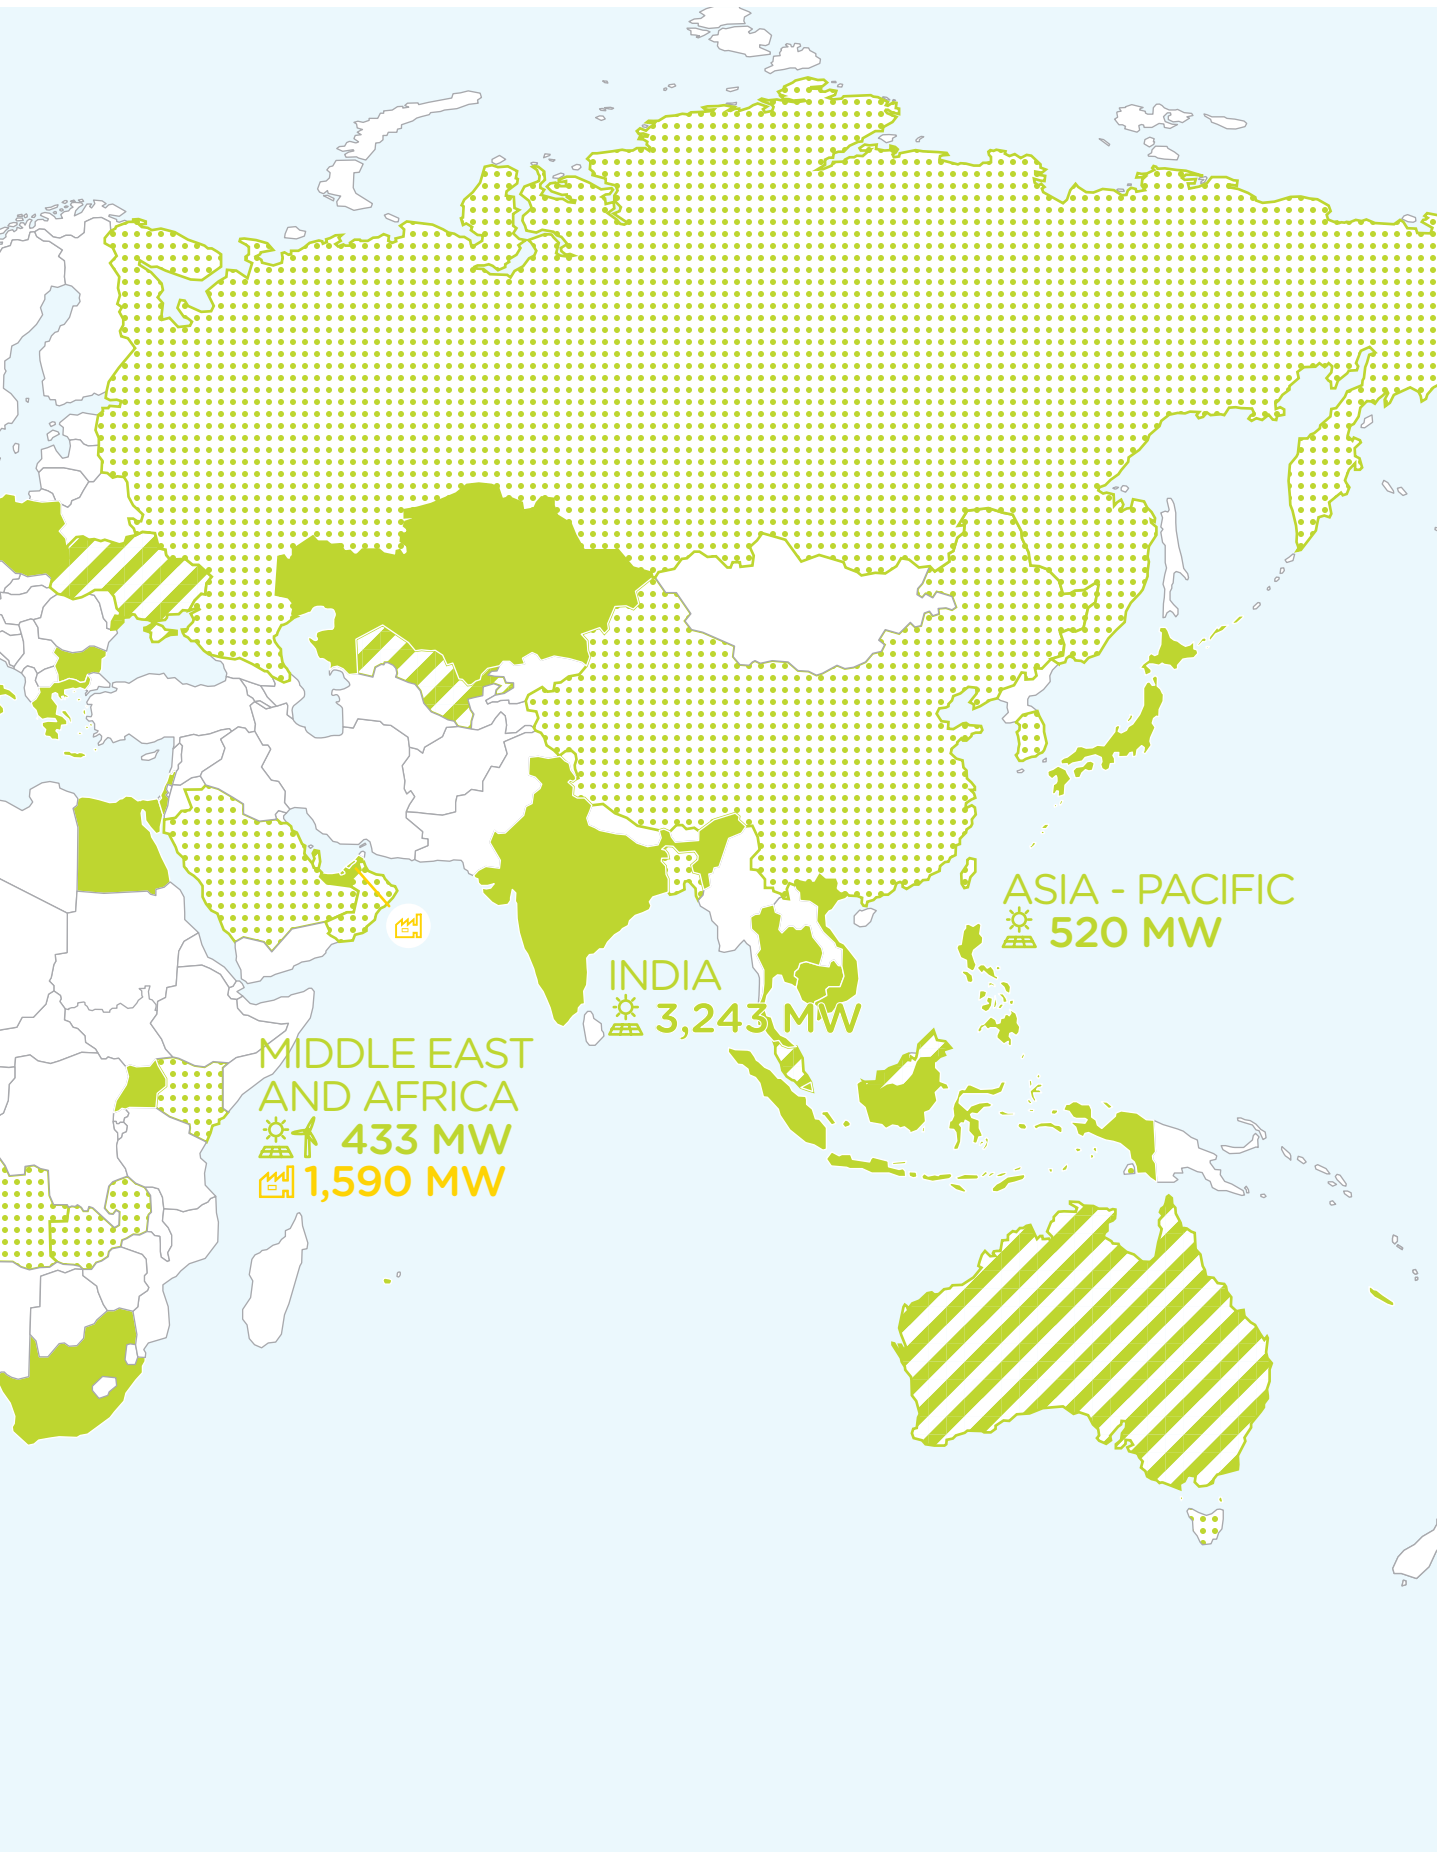 ASIA - PACIFIC
520 MW
INDIA
3,243 MW
MIDDLE EAST
AND AFRICA
433 MW
1,590 MW